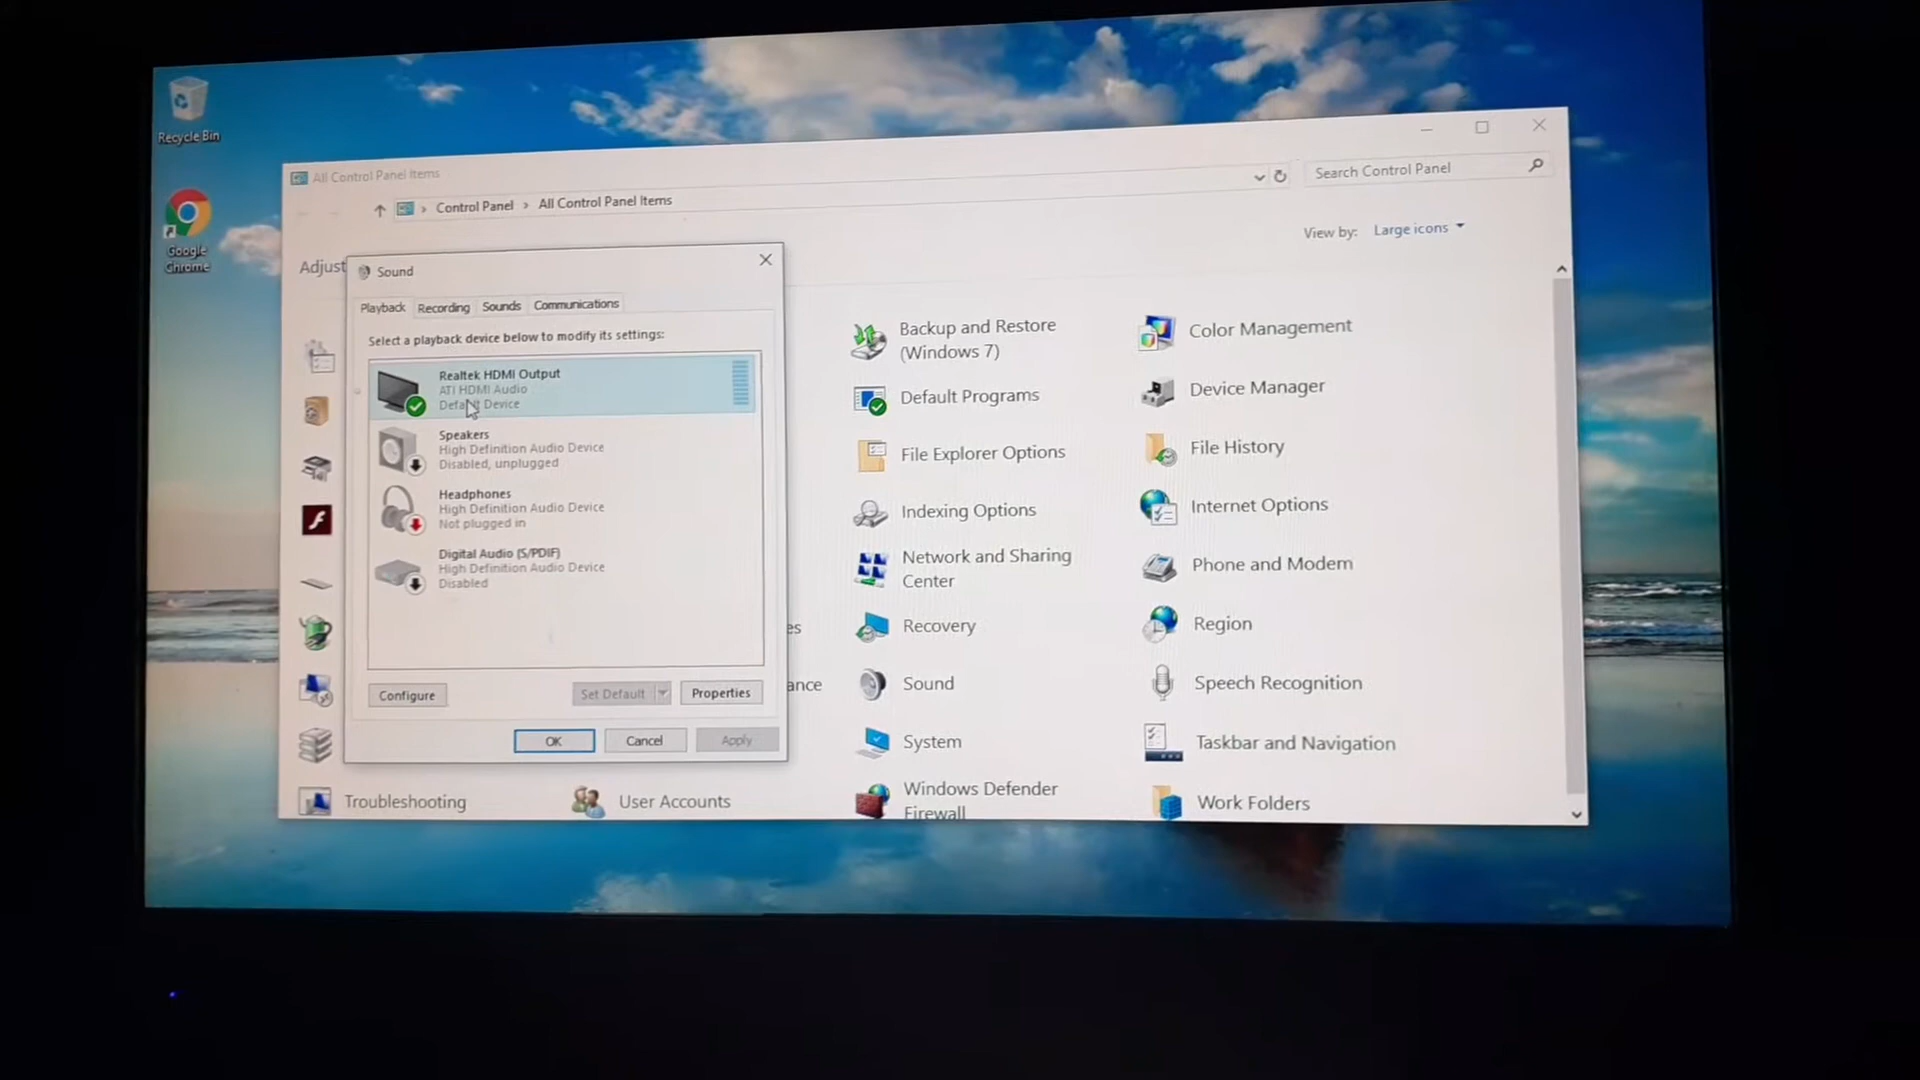 Recycle Bin
Google
Chrome
All Control Panel Items
Control Panel > All Control Panel Items
Search Control Panel
View by: Large icons
Adjust
Sound
Playback Recording Sounds Communications
Select a playback device below to modify its settings:
Realtek HDMI Output
ATI HDMI Audio
Default Device
Speakers
High Definition Audio Device
Disabled, unplugged
Headphones
High Definition Audio Device
Not plugged in
Digital Audio (S/PDIF)
High Definition Audio Device
Disabled
Configure Set Default Properties
OK Cancel Apply
es
ance
Backup and Restore
(Windows 7)
Color Management
Default Programs
Device Manager
File Explorer Options
File History
Indexing Options
Internet Options
Network and Sharing
Center
Phone and Modem
Recovery
Region
Sound
Speech Recognition
System
Taskbar and Navigation
Troubleshooting
User Accounts
Windows Defender
Firewall
Work Folders